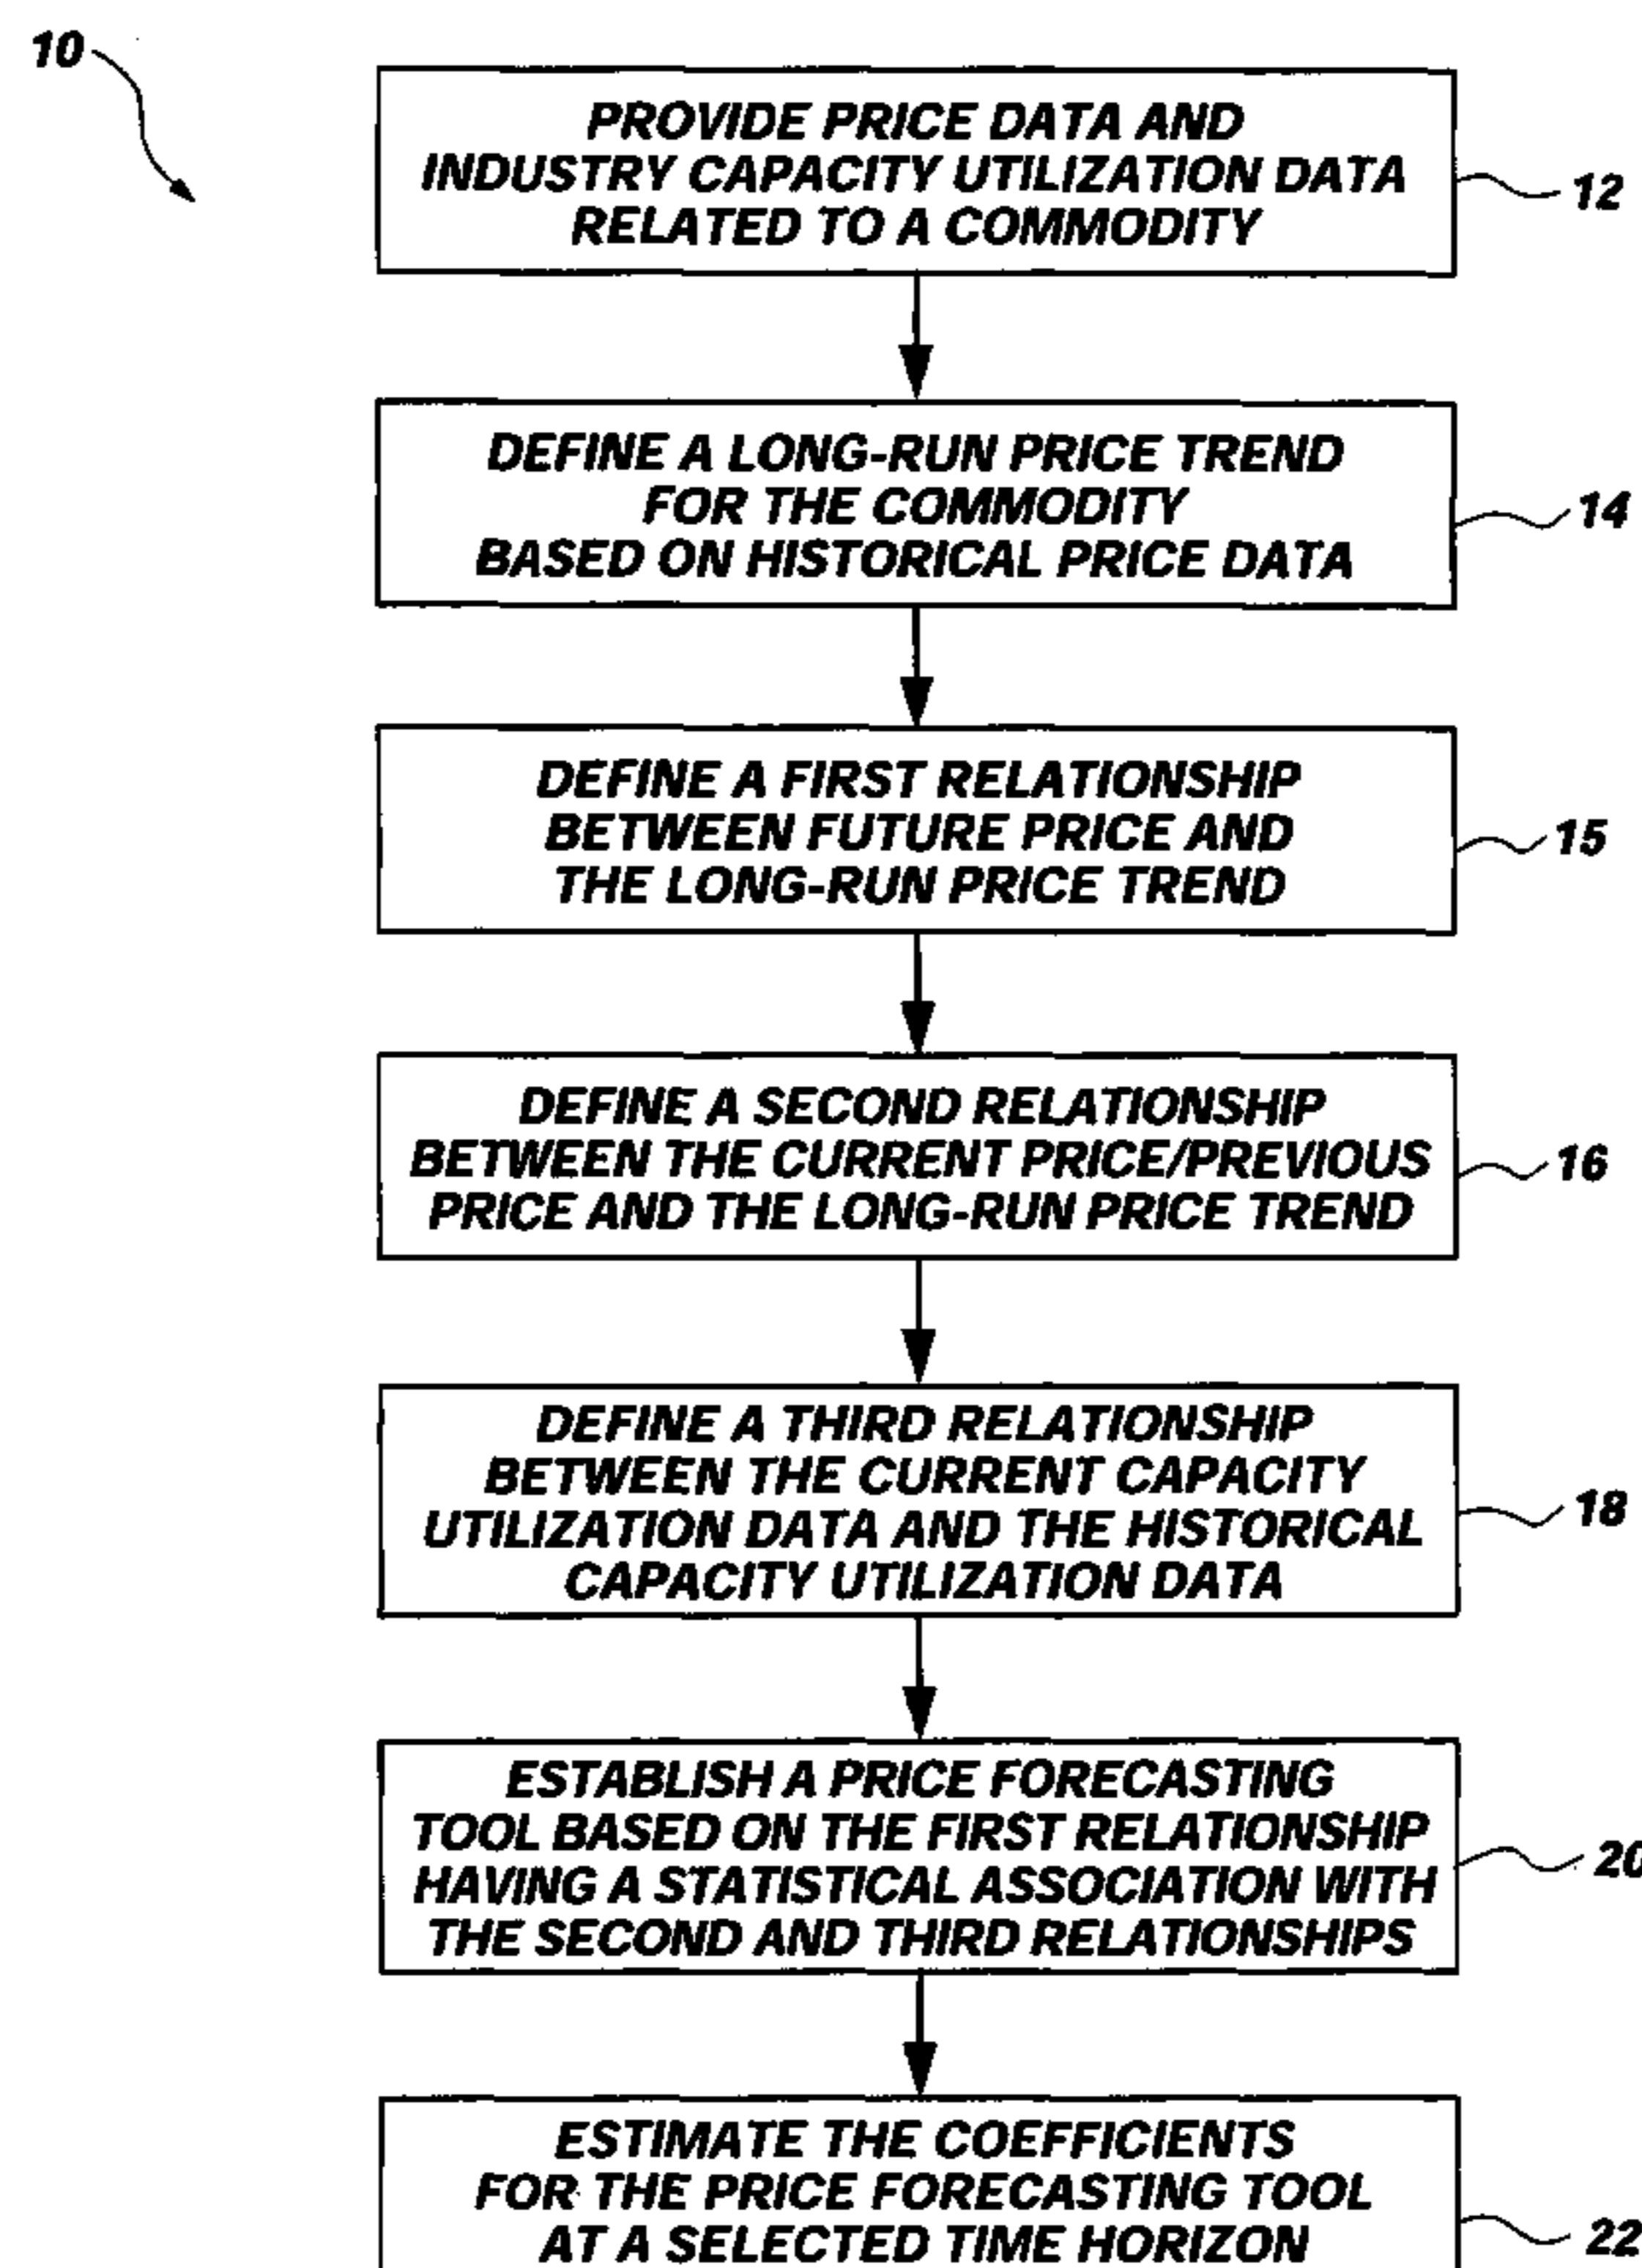 10
PROVIDE PRICE DATA AND
INDUSTRY CAPACITY UTILIZATION DATA
RELATED TO A COMMODITY
12
DEFINE A LONG-RUN PRICE TREND
FOR THE COMMODITY
BASED ON HISTORICAL PRICE DATA
14
DEFINE A FIRST RELATIONSHIP
BETWEEN FUTURE PRICE AND
THE LONG-RUN PRICE TREND
15
DEFINE A SECOND RELATIONSHIP
BETWEEN THE CURRENT PRICE/PREVIOUS
PRICE AND THE LONG-RUN PRICE TREND
16
DEFINE A THIRD RELATIONSHIP
BETWEEN THE CURRENT CAPACITY
UTILIZATION DATA AND THE HISTORICAL
CAPACITY UTILIZATION DATA
18
ESTABLISH A PRICE FORECASTING
TOOL BASED ON THE FIRST RELATIONSHIP
HAVING A STATISTICAL ASSOCIATION WITH
THE SECOND AND THIRD RELATIONSHIPS
20
ESTIMATE THE COEFFICIENTS
FOR THE PRICE FORECASTING TOOL
AT A SELECTED TIME HORIZON
22